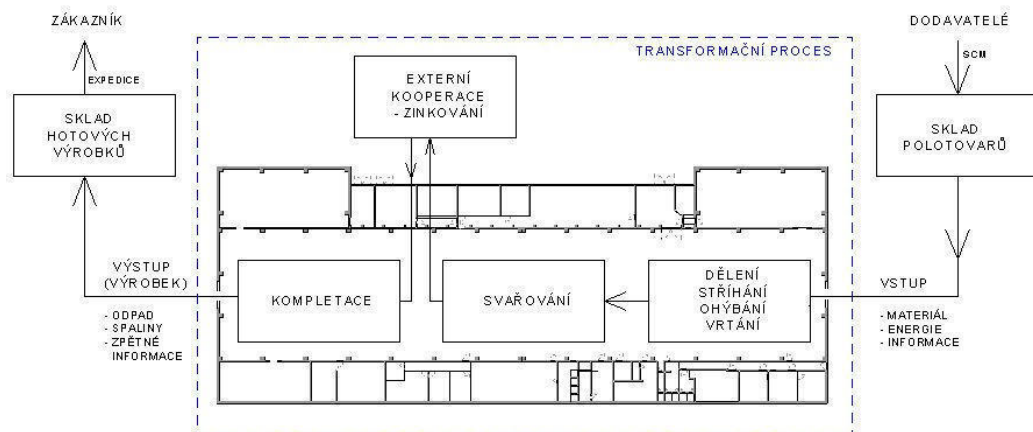 ZÁKAZNÍK
DODAVATELÉ
TRANSFORMAČNÍ PROCES
EXPEDICE
SCM
EXTERNÍ
KOOPERACE
- ZINKOVÁNÍ
SKLAD
HOTOVÝCH
VÝROBKŮ
SKLAD
POLOTOVARŮ
VÝSTUP
(VÝROBEK)
- ODPAD
- SPALINY
- ZPĚTNÉ
INFORMACE
KOMPLETACE
SVAŘOVÁNÍ
DĚLENÍ
STŘÍHÁNÍ
OHÝBÁNÍ
VRTÁNÍ
VSTUP
- MATERIÁL
- ENERGIE
- INFORMACE